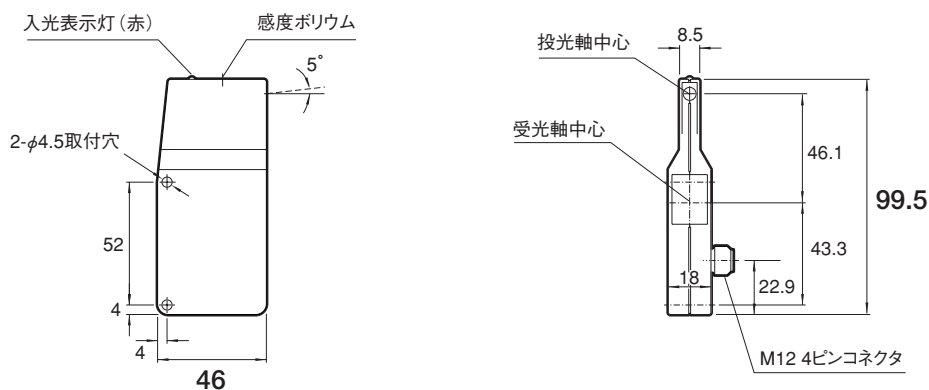 入光表示灯（赤）
感度ボリウム
5°
2-φ4.5取付穴
52
4
4
46
8.5
投光軸中心
受光軸中心
46.1
99.5
43.3
18
22.9
M12 4ピンコネクタ